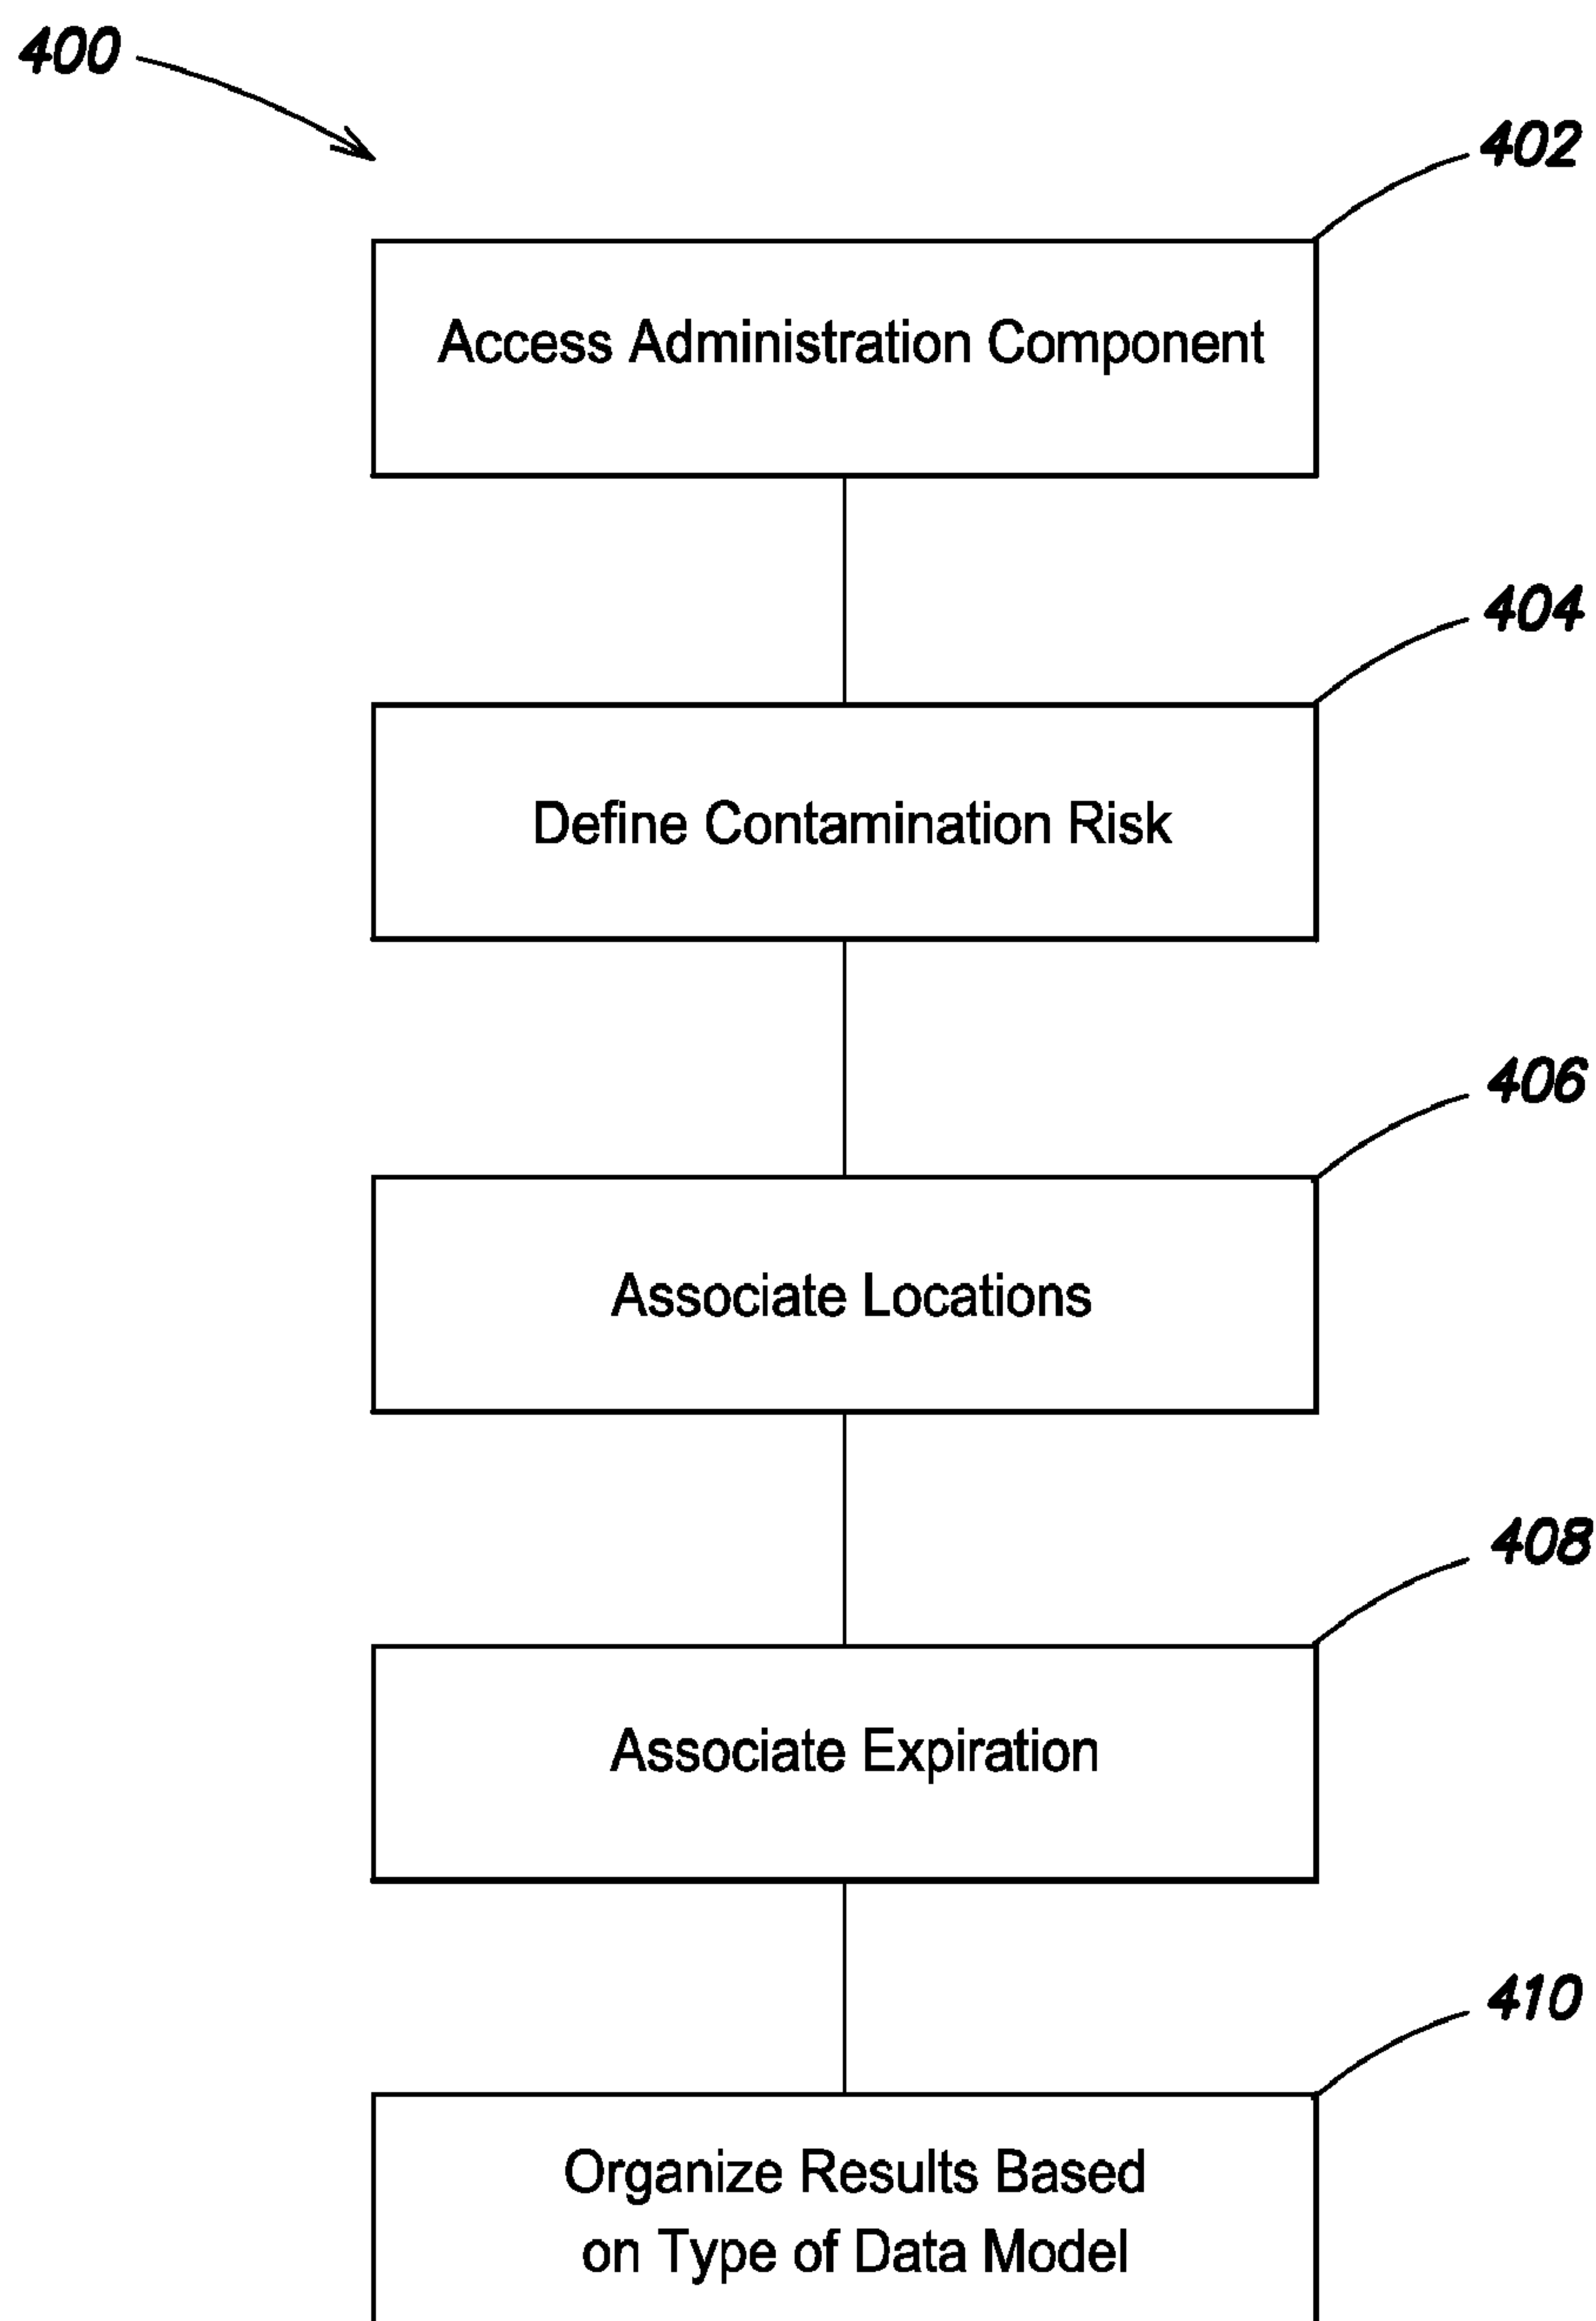 400
402
Access Administration Component
404
Define Contamination Risk
406
Associate Locations
408
Associate Expiration
410
Organize Results Based
on Type of Data Model